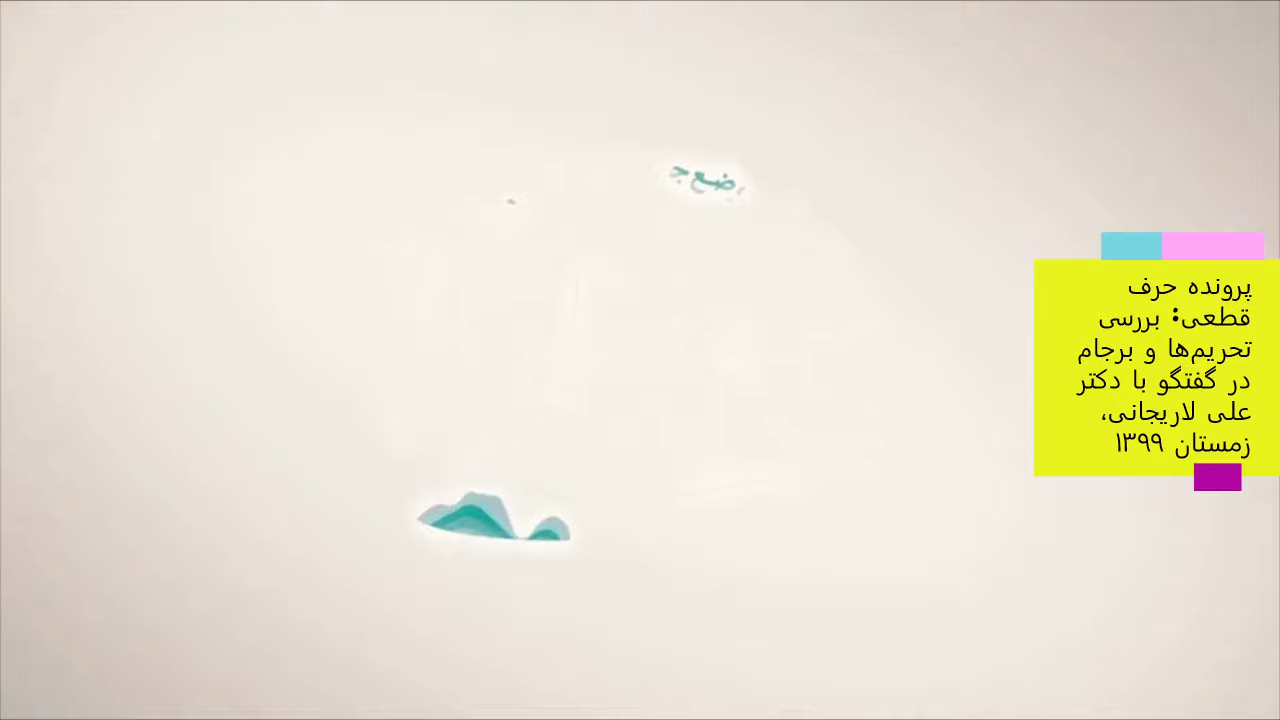 پرونده حرف
قطعی: بررسی
تحریم‌ها و برجام
در گفتگو با دکتر
علی لاریجانی،
زمستان ۱۳۹۹